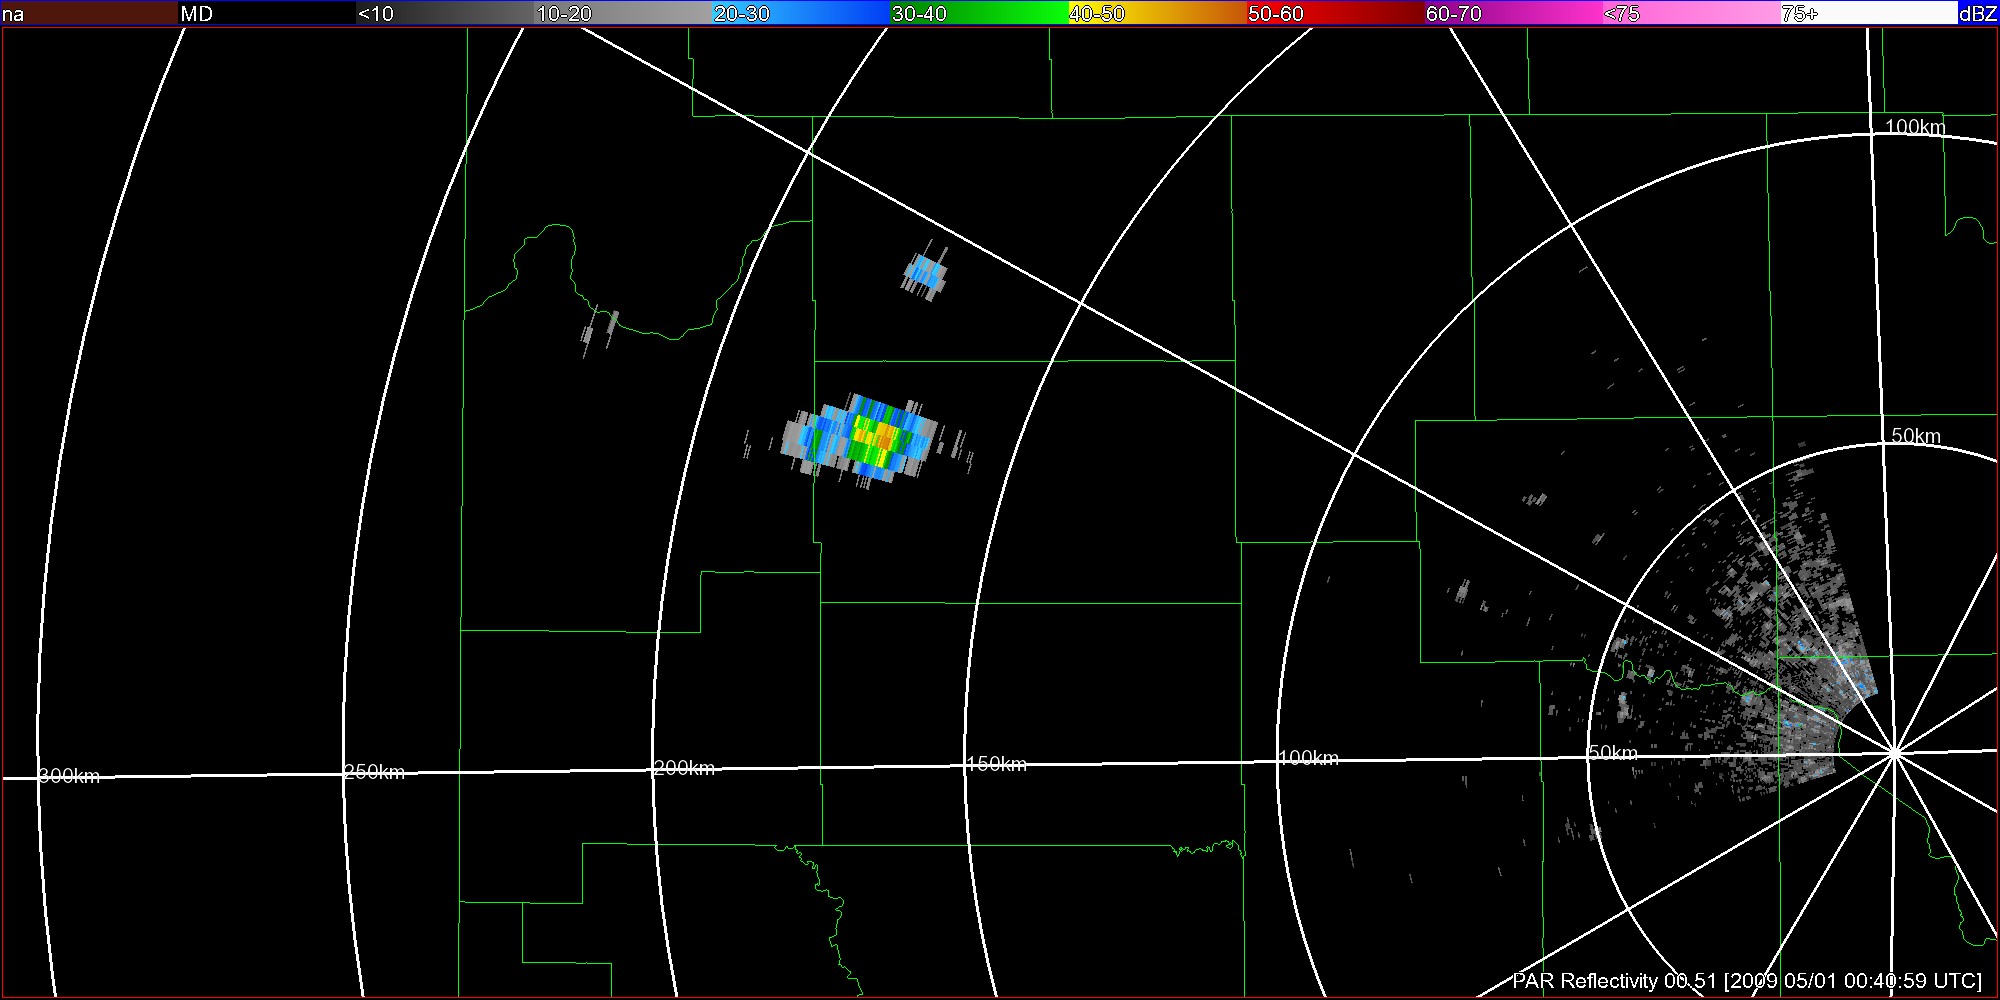 na MD <10 10-20 20-30 30-40 40-50 50-60 60-70 <75 75+ dBZ
100km
50km
300km 250km 200km 150km 100km 50km
PAR Reflectivity 00.51 [2009 05/01 00:40:59 UTC]